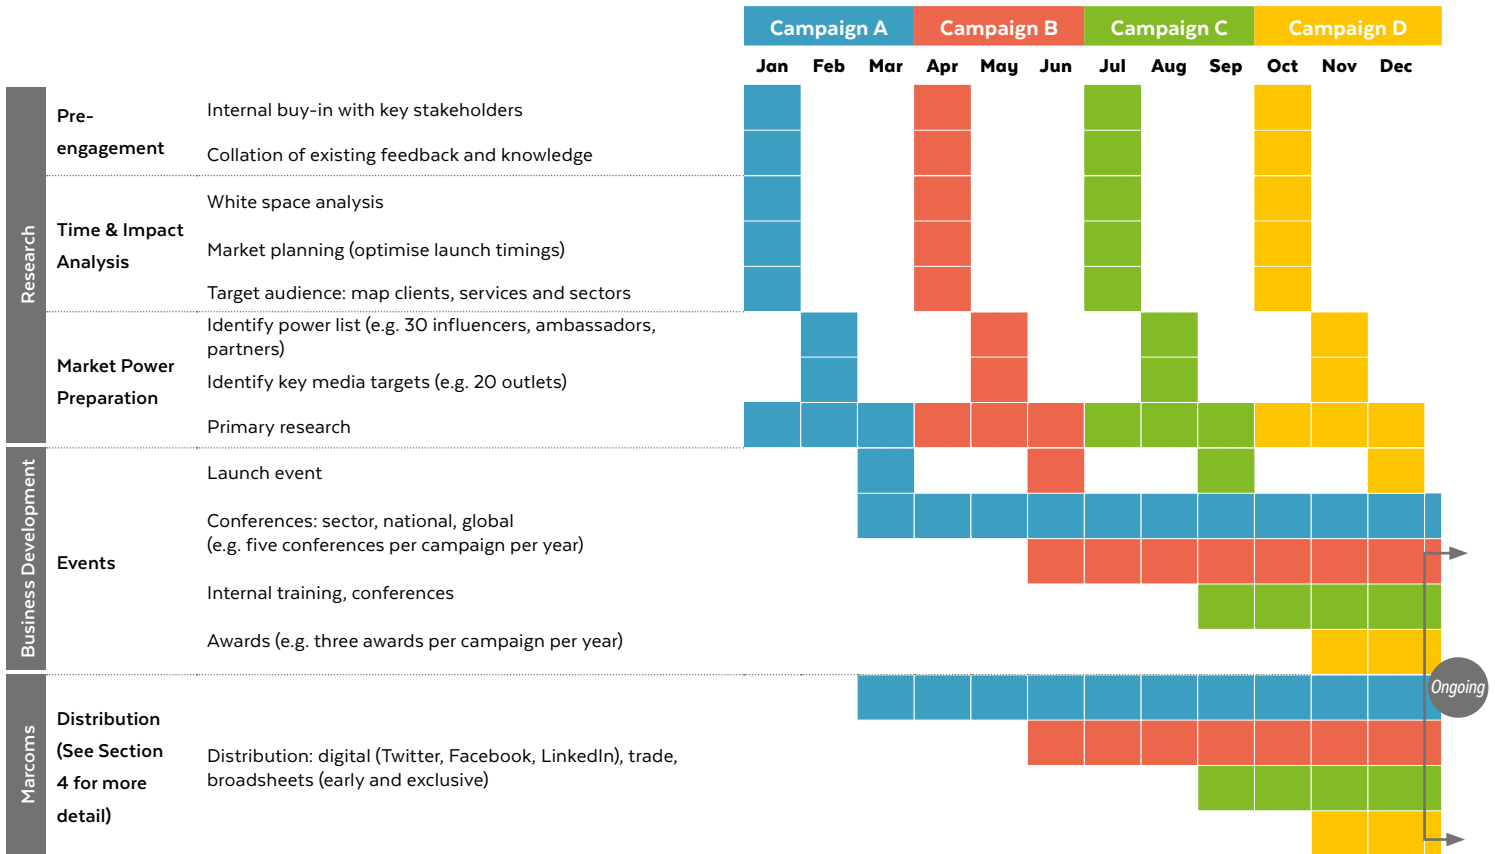 Campaign A Campaign B Campaign C Campaign D
Jan Feb Mar Apr May Jun Jul Aug Sep Oct Nov Dec
Research
Pre-
engagement
Internal buy-in with key stakeholders
Collation of existing feedback and knowledge
Time & Impact
Analysis
White space analysis
Market planning (optimise launch timings)
Target audience: map clients, services and sectors
Market Power
Preparation
Identify power list (e.g. 30 influencers, ambassadors,
partners)
Identify key media targets (e.g. 20 outlets)
Primary research
Business Development
Events
Launch event
Conferences: sector, national, global
(e.g. five conferences per campaign per year)
Internal training, conferences
Awards (e.g. three awards per campaign per year)
Ongoing
Marcoms
Distribution
(See Section
4 for more
detail)
Distribution: digital (Twitter, Facebook, LinkedIn), trade,
broadsheets (early and exclusive)